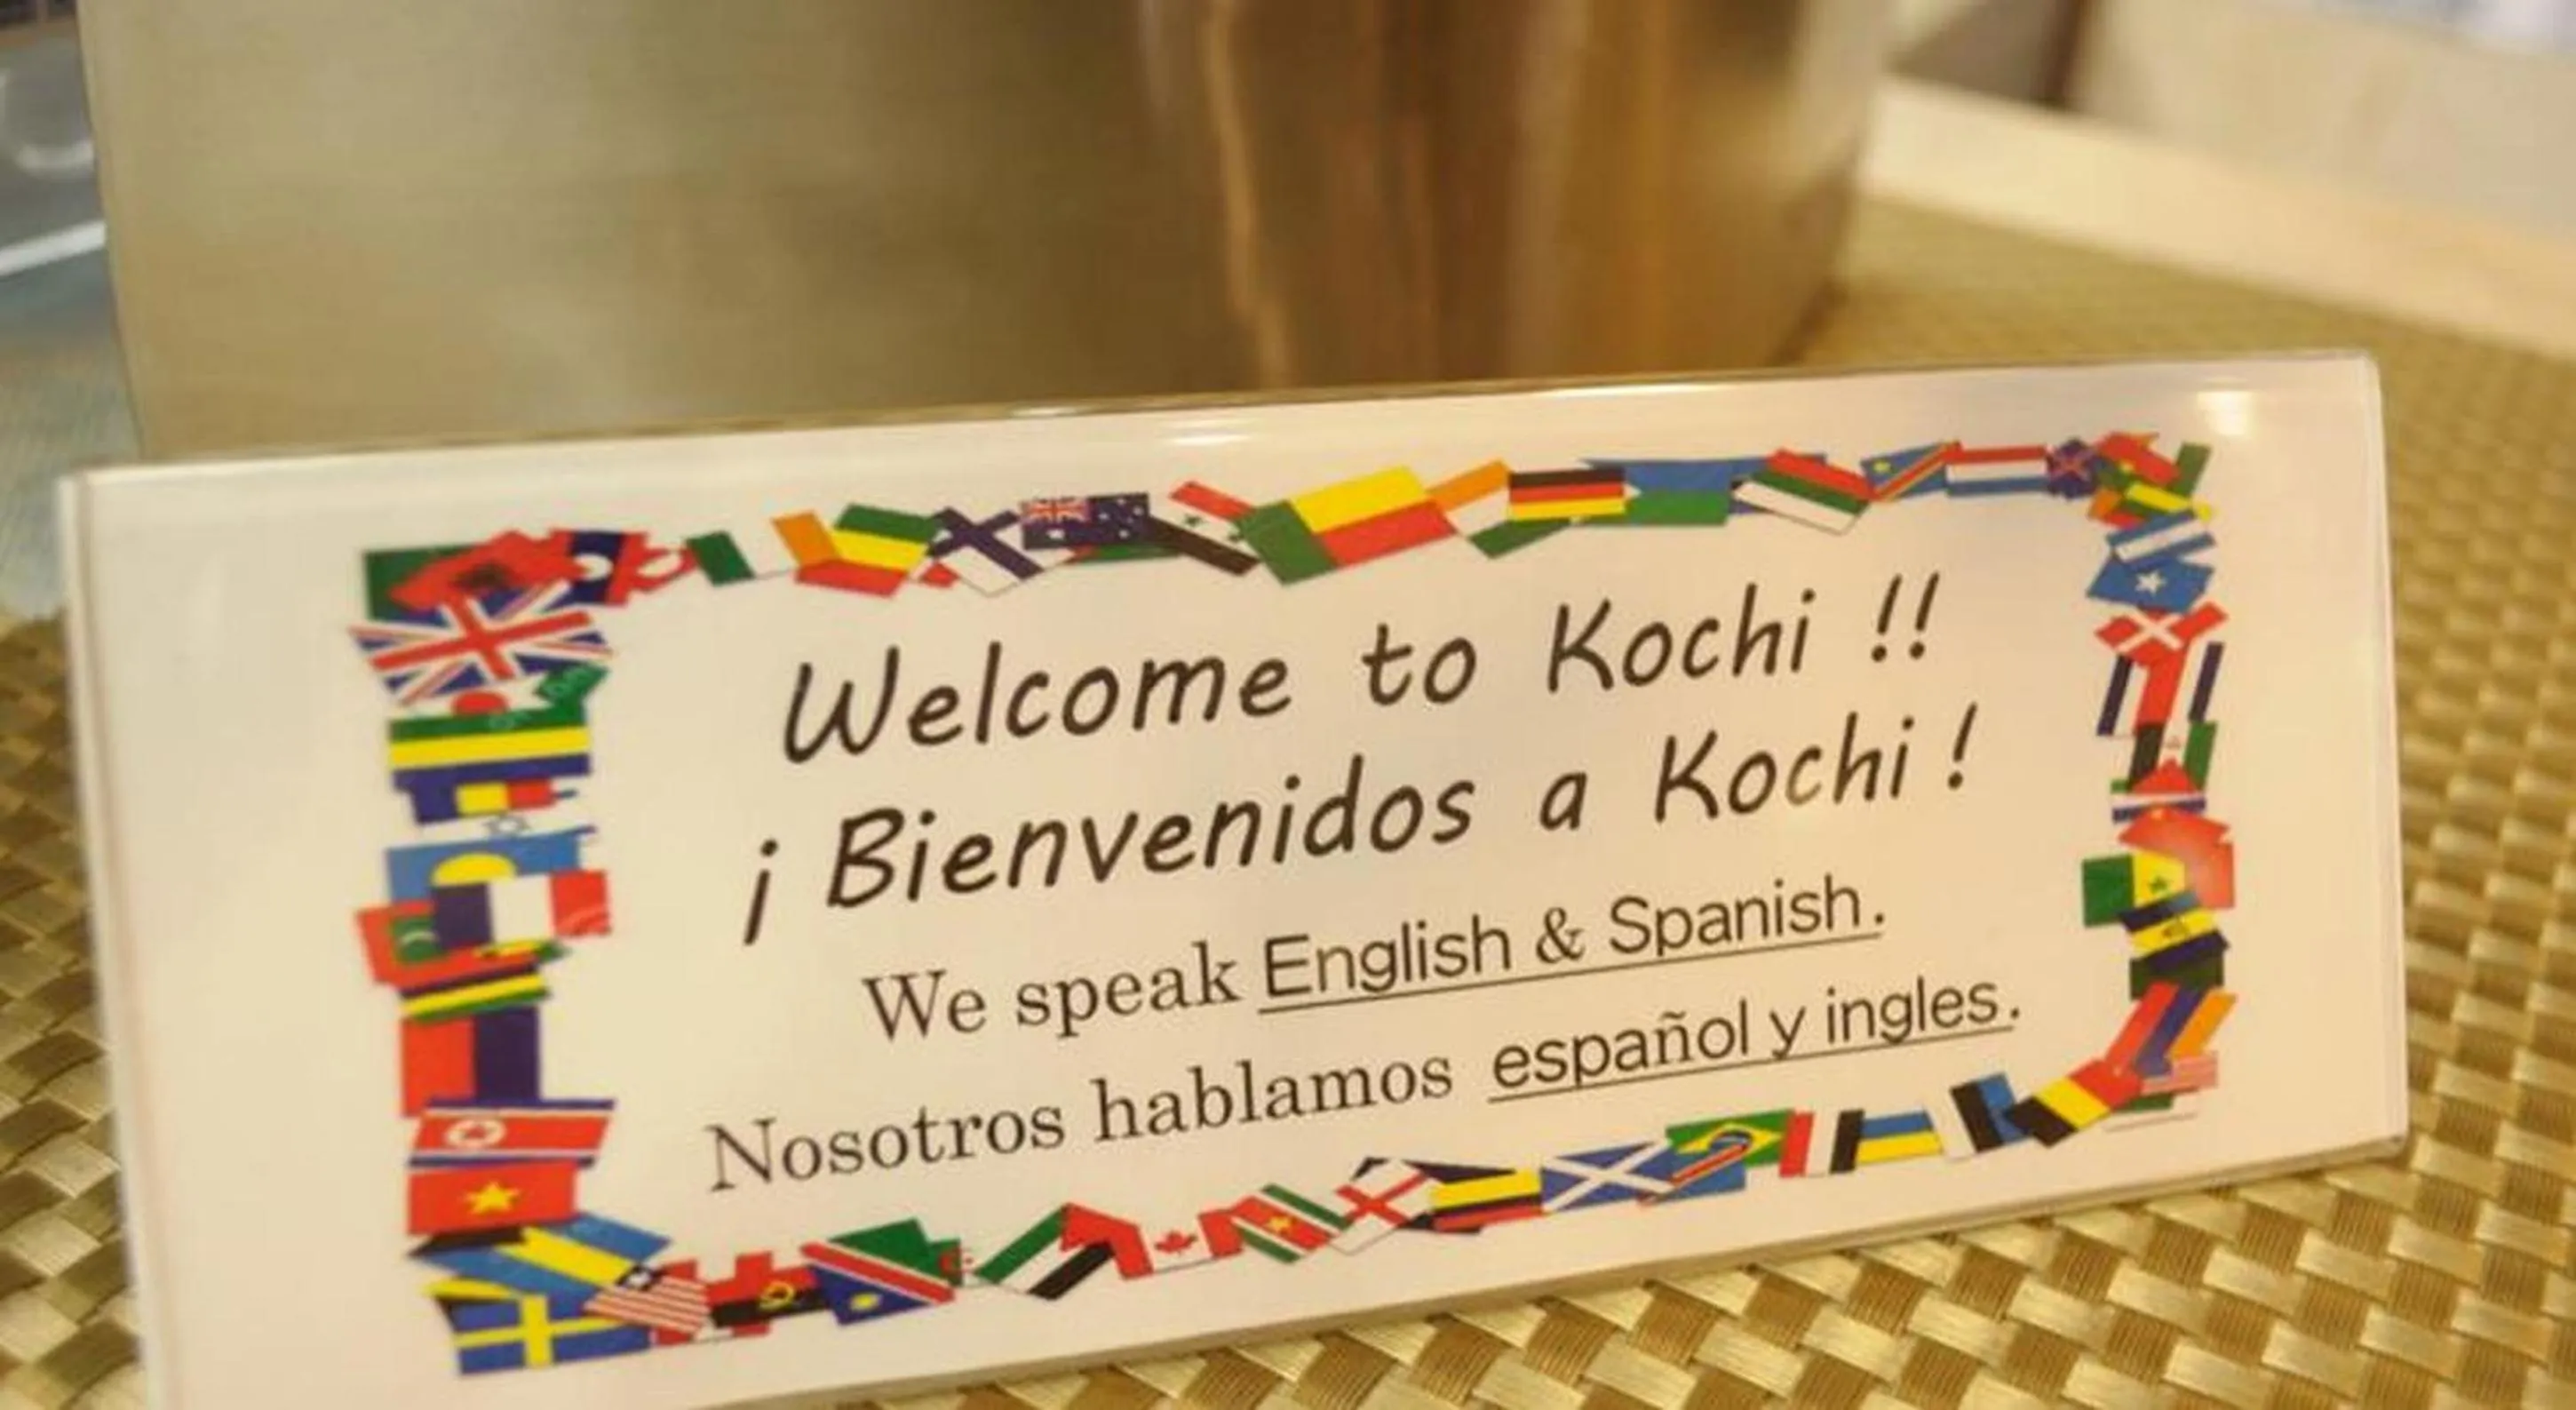 Welcome to Kochi !!
¡ Bienvenidos a Kochi !
We speak English & Spanish.
Nosotros hablamos español y ingles.